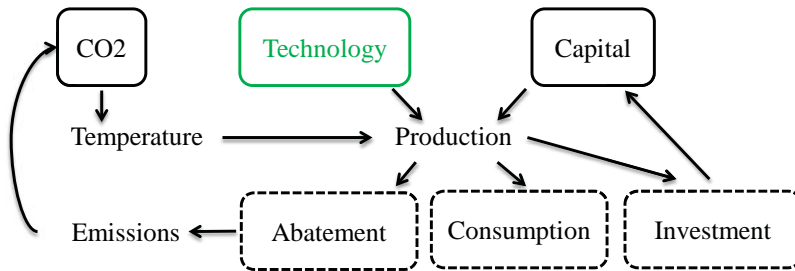 CO2
Technology
Capital
Temperature
Production
Emissions
Abatement
Consumption
Investment